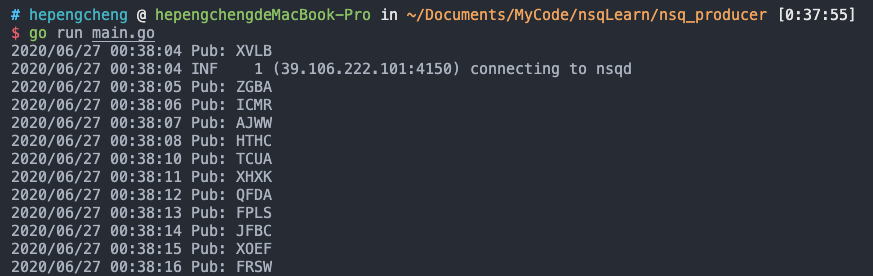 # hepengcheng @ hepengchengdeMacBook-Pro in ~/Documents/MyCode/nsqLearn/nsq_producer [0:37:55]
$ go run main.go
2020/06/27 00:38:04 Pub: XVLB
2020/06/27 00:38:04 INF    1 (39.106.222.101:4150) connecting to nsqd
2020/06/27 00:38:05 Pub: ZGBA
2020/06/27 00:38:06 Pub: ICMR
2020/06/27 00:38:07 Pub: AJWW
2020/06/27 00:38:08 Pub: HTHC
2020/06/27 00:38:10 Pub: TCUA
2020/06/27 00:38:11 Pub: XHXK
2020/06/27 00:38:12 Pub: QFDA
2020/06/27 00:38:13 Pub: FPLS
2020/06/27 00:38:14 Pub: JFBC
2020/06/27 00:38:15 Pub: XOEF
2020/06/27 00:38:16 Pub: FRSW